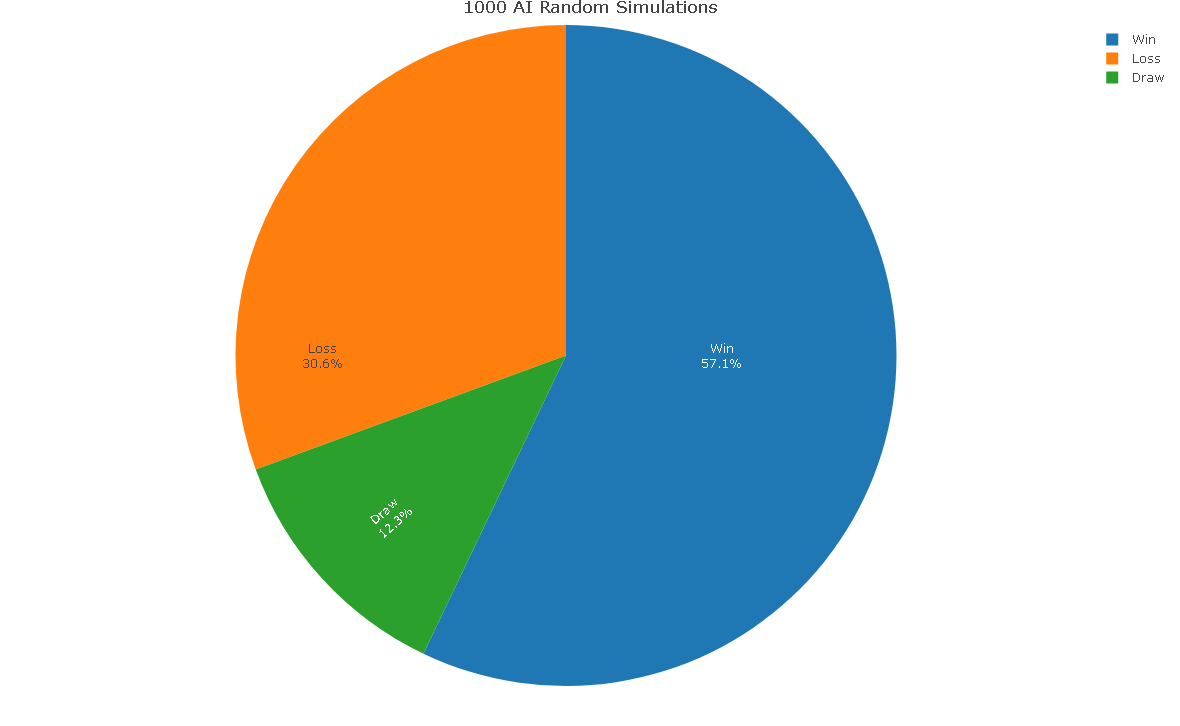 1000 AI Random Simulations
Win
Loss
Draw
Loss
30.6%
Win
57.1%
Draw
12.3%